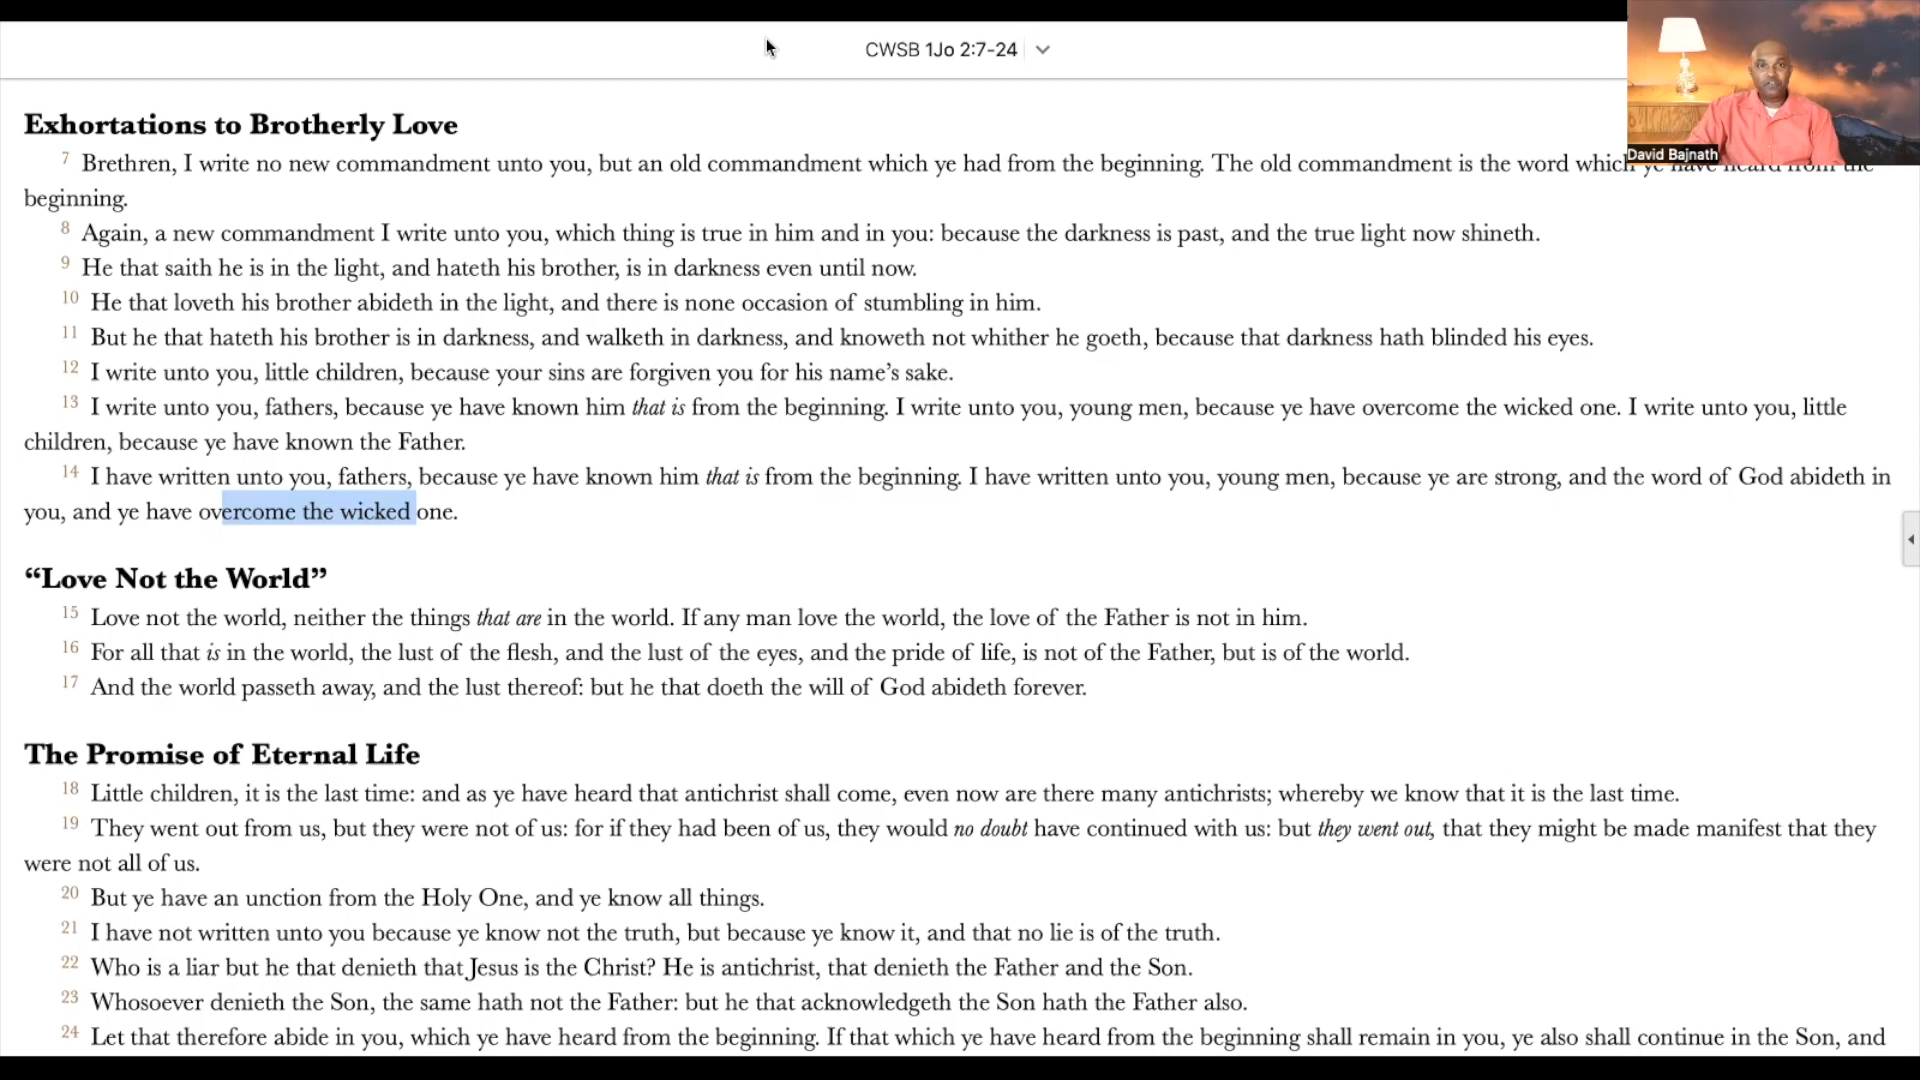 CWSB 1Jo 2:7-24
David Bajnath
Exhortations to Brotherly Love
7 Brethren, I write no new commandment unto you, but an old commandment which ye had from the beginning. The old commandment is the word which ye have heard from the
beginning.
8 Again, a new commandment I write unto you, which thing is true in him and in you: because the darkness is past, and the true light now shineth.
9 He that saith he is in the light, and hateth his brother, is in darkness even until now.
10 He that loveth his brother abideth in the light, and there is none occasion of stumbling in him.
11 But he that hateth his brother is in darkness, and walketh in darkness, and knoweth not whither he goeth, because that darkness hath blinded his eyes.
12 I write unto you, little children, because your sins are forgiven you for his name’s sake.
13 I write unto you, fathers, because ye have known him that is from the beginning. I write unto you, young men, because ye have overcome the wicked one. I write unto you, little
children, because ye have known the Father.
14 I have written unto you, fathers, because ye have known him that is from the beginning. I have written unto you, young men, because ye are strong, and the word of God abideth in
you, and ye have overcome the wicked one.
“Love Not the World”
15 Love not the world, neither the things that are in the world. If any man love the world, the love of the Father is not in him.
16 For all that is in the world, the lust of the flesh, and the lust of the eyes, and the pride of life, is not of the Father, but is of the world.
17 And the world passeth away, and the lust thereof: but he that doeth the will of God abideth forever.
The Promise of Eternal Life
18 Little children, it is the last time: and as ye have heard that antichrist shall come, even now are there many antichrists; whereby we know that it is the last time.
19 They went out from us, but they were not of us: for if they had been of us, they would no doubt have continued with us: but they went out, that they might be made manifest that they
were not all of us.
20 But ye have an unction from the Holy One, and ye know all things.
21 I have not written unto you because ye know not the truth, but because ye know it, and that no lie is of the truth.
22 Who is a liar but he that denieth that Jesus is the Christ? He is antichrist, that denieth the Father and the Son.
23 Whosoever denieth the Son, the same hath not the Father: but he that acknowledgeth the Son hath the Father also.
24 Let that therefore abide in you, which ye have heard from the beginning. If that which ye have heard from the beginning shall remain in you, ye also shall continue in the Son, and